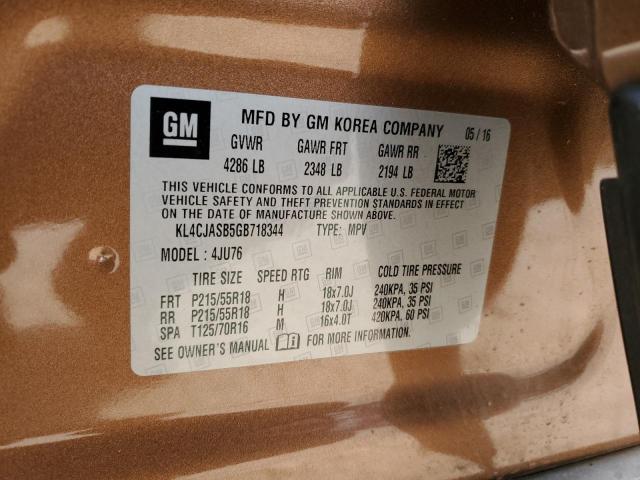 GM
MFD BY GM KOREA COMPANY 05 / 16
GVWR GAWR FRT GAWR RR
4286 LB 2348 LB 2194 LB
THIS VEHICLE CONFORMS TO ALL APPLICABLE U.S. FEDERAL MOTOR
VEHICLE SAFETY AND THEFT PREVENTION STANDARDS IN EFFECT ON
THE DATE OF MANUFACTURE SHOWN ABOVE.
KL4CJASB5GB718344 TYPE: MPV
MODEL : 4JU76
TIRE SIZE SPEED RTG RIM COLD TIRE PRESSURE
FRT P215/55R18 H 18x7.0J 240KPA, 35 PSI
RR P215/55R18 H 18x7.0J 240KPA, 35 PSI
SPA T125/70R16 M 16x4.0T 420KPA, 60 PSI
SEE OWNER'S MANUAL FOR MORE INFORMATION.